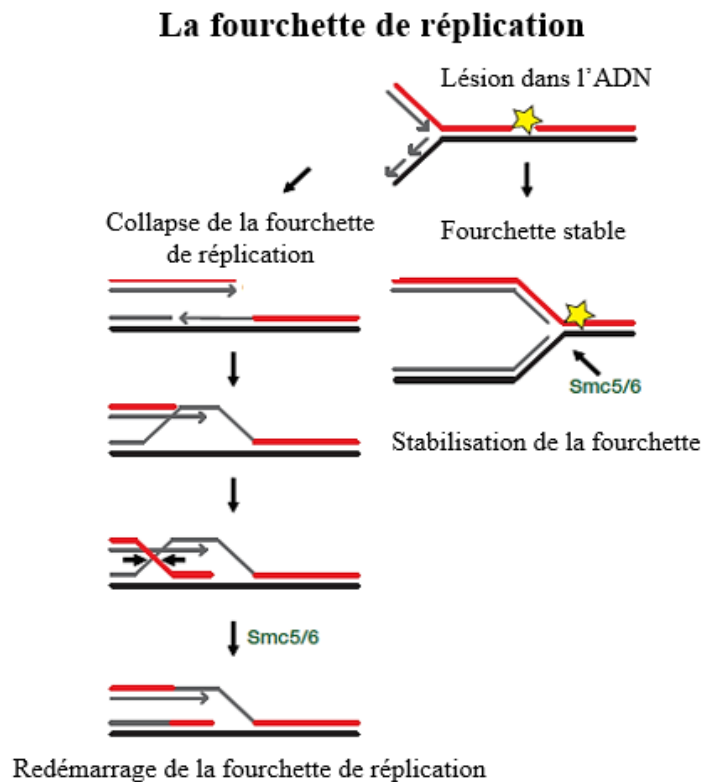 La fourchette de réplication
Lésion dans l'ADN
Collapse de la fourchette
de réplication
Fourchette stable
Smc5/6
Stabilisation de la fourchette
Smc5/6
Redémarrage de la fourchette de réplication